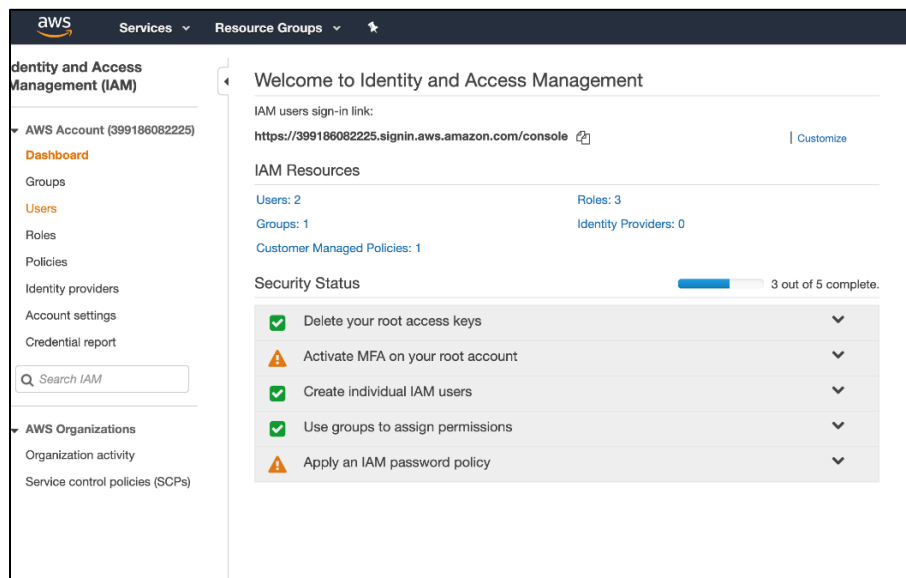 aws
Services
Resource Groups
dentity and Access
Management (IAM)
AWS Account (399186082225)
Dashboard
Groups
Users
Roles
Policies
Identity providers
Account settings
Credential report
Search IAM
AWS Organizations
Organization activity
Service control policies (SCPs)
Welcome to Identity and Access Management
IAM users sign-in link:
https://399186082225.signin.aws.amazon.com/console
| Customize
IAM Resources
Users: 2
Roles: 3
Groups: 1
Identity Providers: 0
Customer Managed Policies: 1
Security Status
3 out of 5 complete.
Delete your root access keys
Activate MFA on your root account
Create individual IAM users
Use groups to assign permissions
Apply an IAM password policy